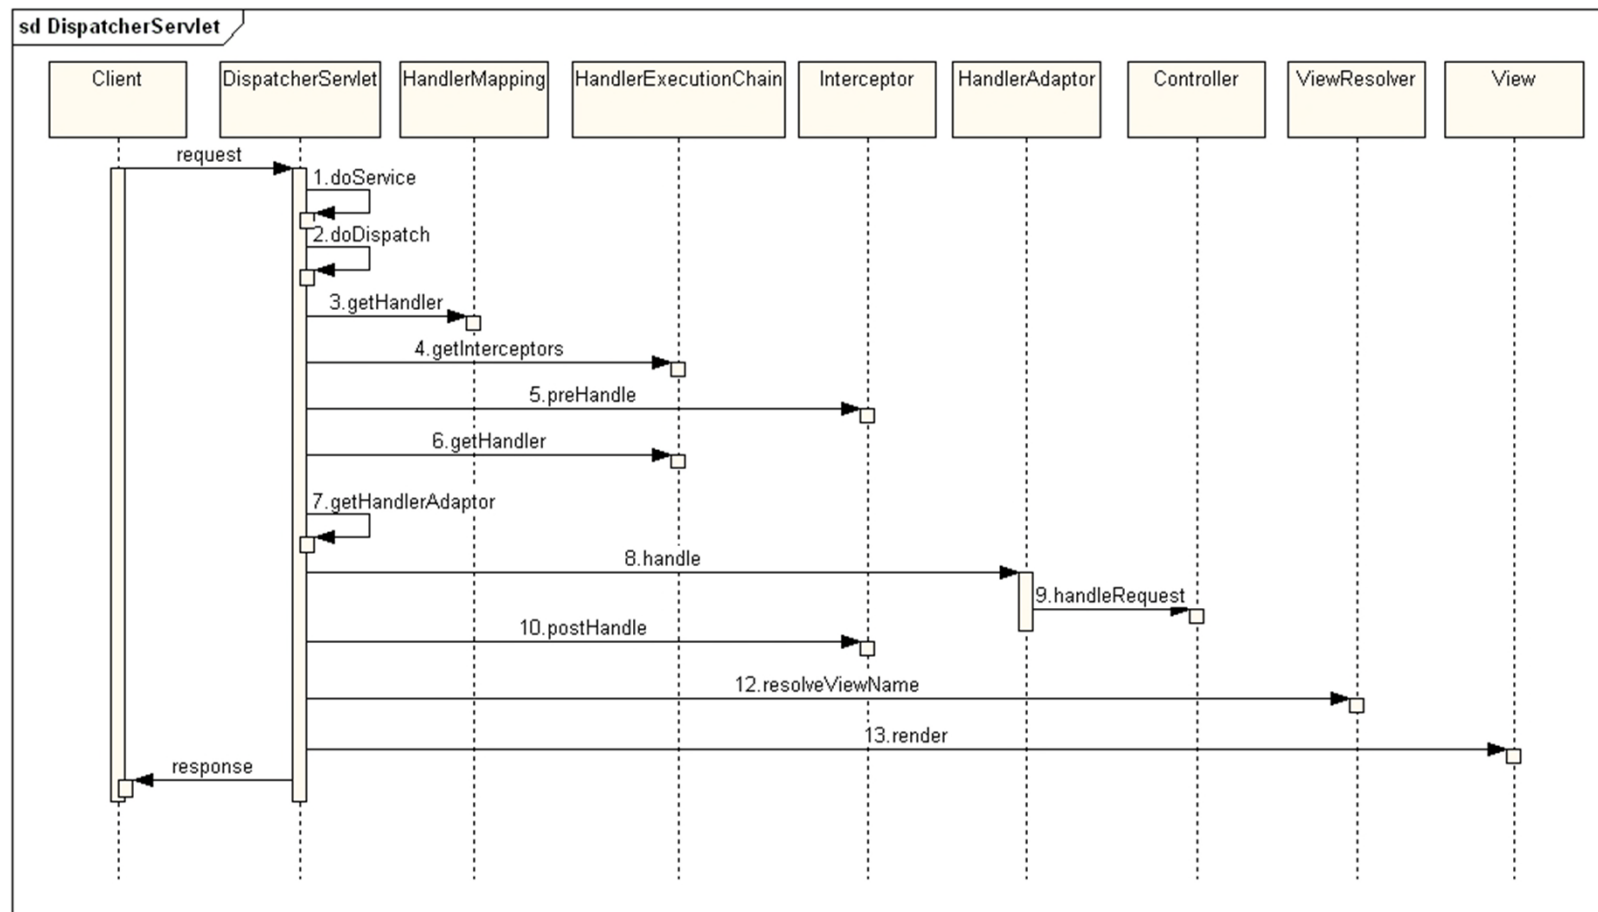 sd DispatcherServlet
Client
DispatcherServlet
HandlerMapping
HandlerExecutionChain
Interceptor
HandlerAdaptor
Controller
ViewResolver
View
request
1.doService
2.doDispatch
3.getHandler
4.getInterceptors
5.preHandle
6.getHandler
7.getHandlerAdaptor
8.handle
9.handleRequest
10.postHandle
12.resolveViewName
13.render
response